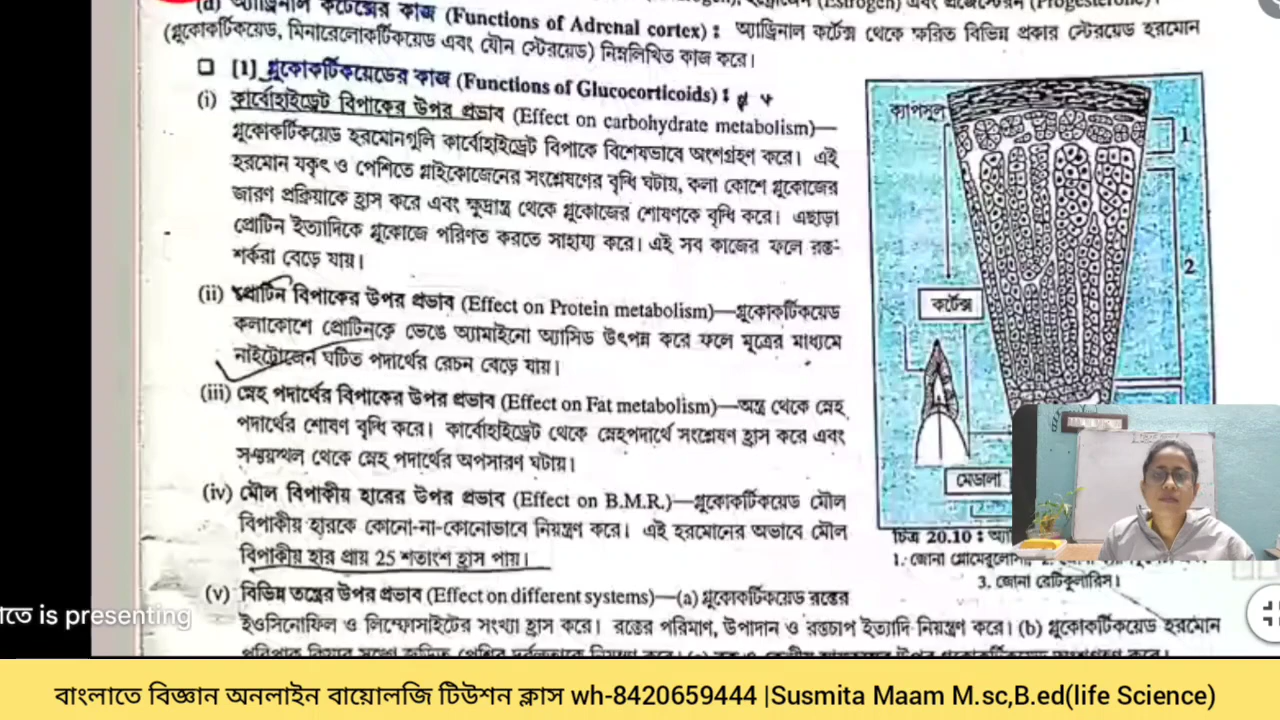 (a) অ্যাড্রিনাল কর্টেক্সের কাজ (Functions of Adrenal cortex) : অ্যাড্রিনাল কর্টেক্স থেকে ক্ষরিত বিভিন্ন প্রকার স্টেরয়েড হরমোন
(গ্লুকোকর্টিকয়েড, মিনারেলোকর্টিকয়েড এবং যৌন স্টেরয়েড) নিম্নলিখিত কাজ করে।
[1] গ্লুকোকর্টিকয়েডের কাজ (Functions of Glucocorticoids) :
(i) কার্বোহাইড্রেট বিপাকের উপর প্রভাব (Effect on carbohydrate metabolism)—
গ্লুকোকর্টিকয়েড হরমোনগুলি কার্বোহাইড্রেট বিপাকে বিশেষভাবে অংশগ্রহণ করে। এই
হরমোন যকৃৎ ও পেশিতে গ্লাইকোজেনের সংশ্লেষণের বৃদ্ধি ঘটায়, কলা কোশে গ্লুকোজের
জারণ প্রক্রিয়াকে হ্রাস করে এবং ক্ষুদ্রান্ত্র থেকে গ্লুকোজের শোষণকে বৃদ্ধি করে। এছাড়া
প্রোটিন ইত্যাদিকে গ্লুকোজে পরিণত করতে সাহায্য করে। এই সব কাজের ফলে রক্ত-
শর্করা বেড়ে যায়।
(ii) প্রোটিন বিপাকের উপর প্রভাব (Effect on Protein metabolism)—গ্লুকোকর্টিকয়েড
কলাকোশে প্রোটিনকে ভেঙে অ্যামাইনো অ্যাসিড উৎপন্ন করে ফলে মূত্রের মাধ্যমে
নাইট্রোজেন ঘটিত পদার্থের রেচন বেড়ে যায়।
(iii) স্নেহ পদার্থের বিপাকের উপর প্রভাব (Effect on Fat metabolism)—অন্ত্র থেকে স্নেহ
পদার্থের শোষণ বৃদ্ধি করে। কার্বোহাইড্রেট থেকে স্নেহপদার্থে সংশ্লেষণ হ্রাস করে এবং
সঞ্চয়স্থল থেকে স্নেহ পদার্থের অপসারণ ঘটায়।
(iv) মৌল বিপাকীয় হারের উপর প্রভাব (Effect on B.M.R.)—গ্লুকোকর্টিকয়েড মৌল
বিপাকীয় হারকে কোনো-না-কোনোভাবে নিয়ন্ত্রণ করে। এই হরমোনের অভাবে মৌল
বিপাকীয় হার প্রায় 25 শতাংশ হ্রাস পায়।
(v) বিভিন্ন তন্ত্রের উপর প্রভাব (Effect on different systems)—(a) গ্লুকোকর্টিকয়েড রক্তের
ইওসিনোফিল ও লিম্ফোসাইটের সংখ্যা হ্রাস করে। রক্তের পরিমাণ, উপাদান ও রক্তচাপ ইত্যাদি নিয়ন্ত্রণ করে। (b) গ্লুকোকর্টিকয়েড হরমোন
ক্যাপসুল
1
2
কর্টেক্স
মেডালা
চিত্র 20.10 :
1. জোনা
3. জোনা রেটিকুলারিস।
তে is presenting
বাংলাতে বিজ্ঞান অনলাইন বায়োলজি টিউশন ক্লাস wh-8420659444 |Susmita Maam M.sc,B.ed(life Science)